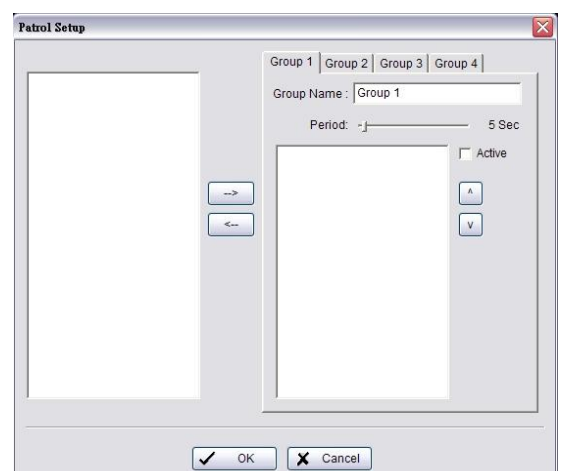 Patrol Setup
Group 1 Group 2 Group 3 Group 4
Group Name : Group 1
Period: 5 Sec
Active
-->
<--
^
v
OK Cancel